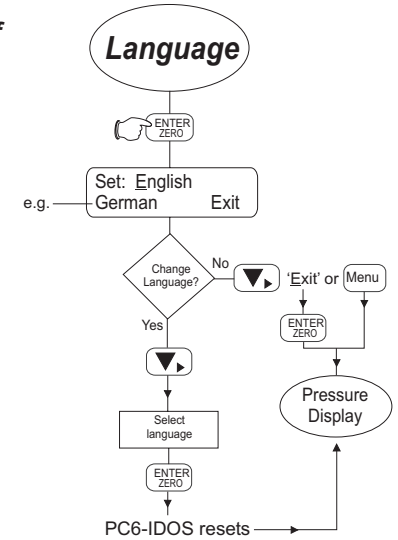 f
Language
ENTER
ZERO
Set: English
e.g. German Exit
Change
Language?
No
'Exit' or Menu
ENTER
ZERO
Yes
Select
language
Pressure
Display
ENTER
ZERO
PC6-IDOS resets